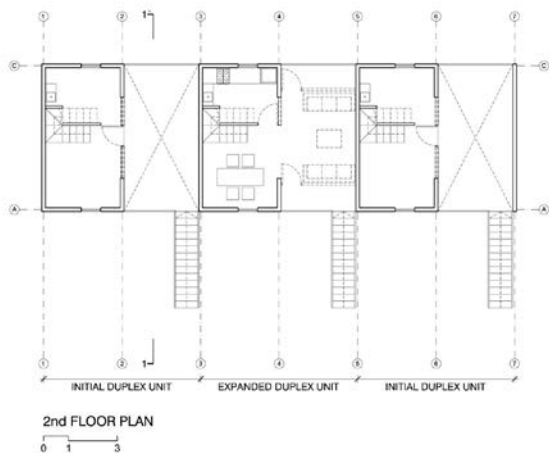 1 2 1 3 4 5 6 7
C C
A A
1 2 1 3 4 5 6 7
INITIAL DUPLEX UNIT EXPANDED DUPLEX UNIT INITIAL DUPLEX UNIT
2nd FLOOR PLAN
0 1 3